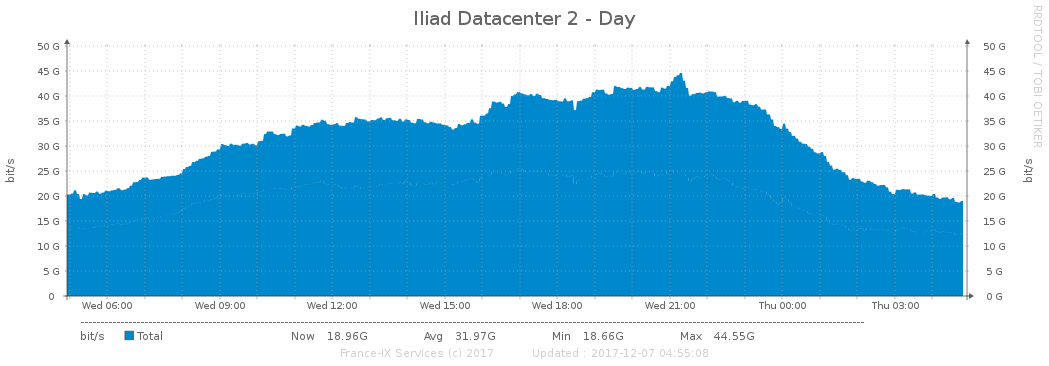 Iliad Datacenter 2 - Day
RRDTOOL / TOBI OETIKER
bit/s
bit/s
50 G 50 G
45 G 45 G
40 G 40 G
35 G 35 G
30 G 30 G
25 G 25 G
20 G 20 G
15 G 15 G
10 G 10 G
5 G 5 G
0 0 G
Wed 06:00 Wed 09:00 Wed 12:00 Wed 15:00 Wed 18:00 Wed 21:00 Thu 00:00 Thu 03:00
bit/s Total Now 18.96G Avg 31.97G Min 18.66G Max 44.55G
France-IX Services (c) 2017 Updated : 2017-12-07 04:55:08